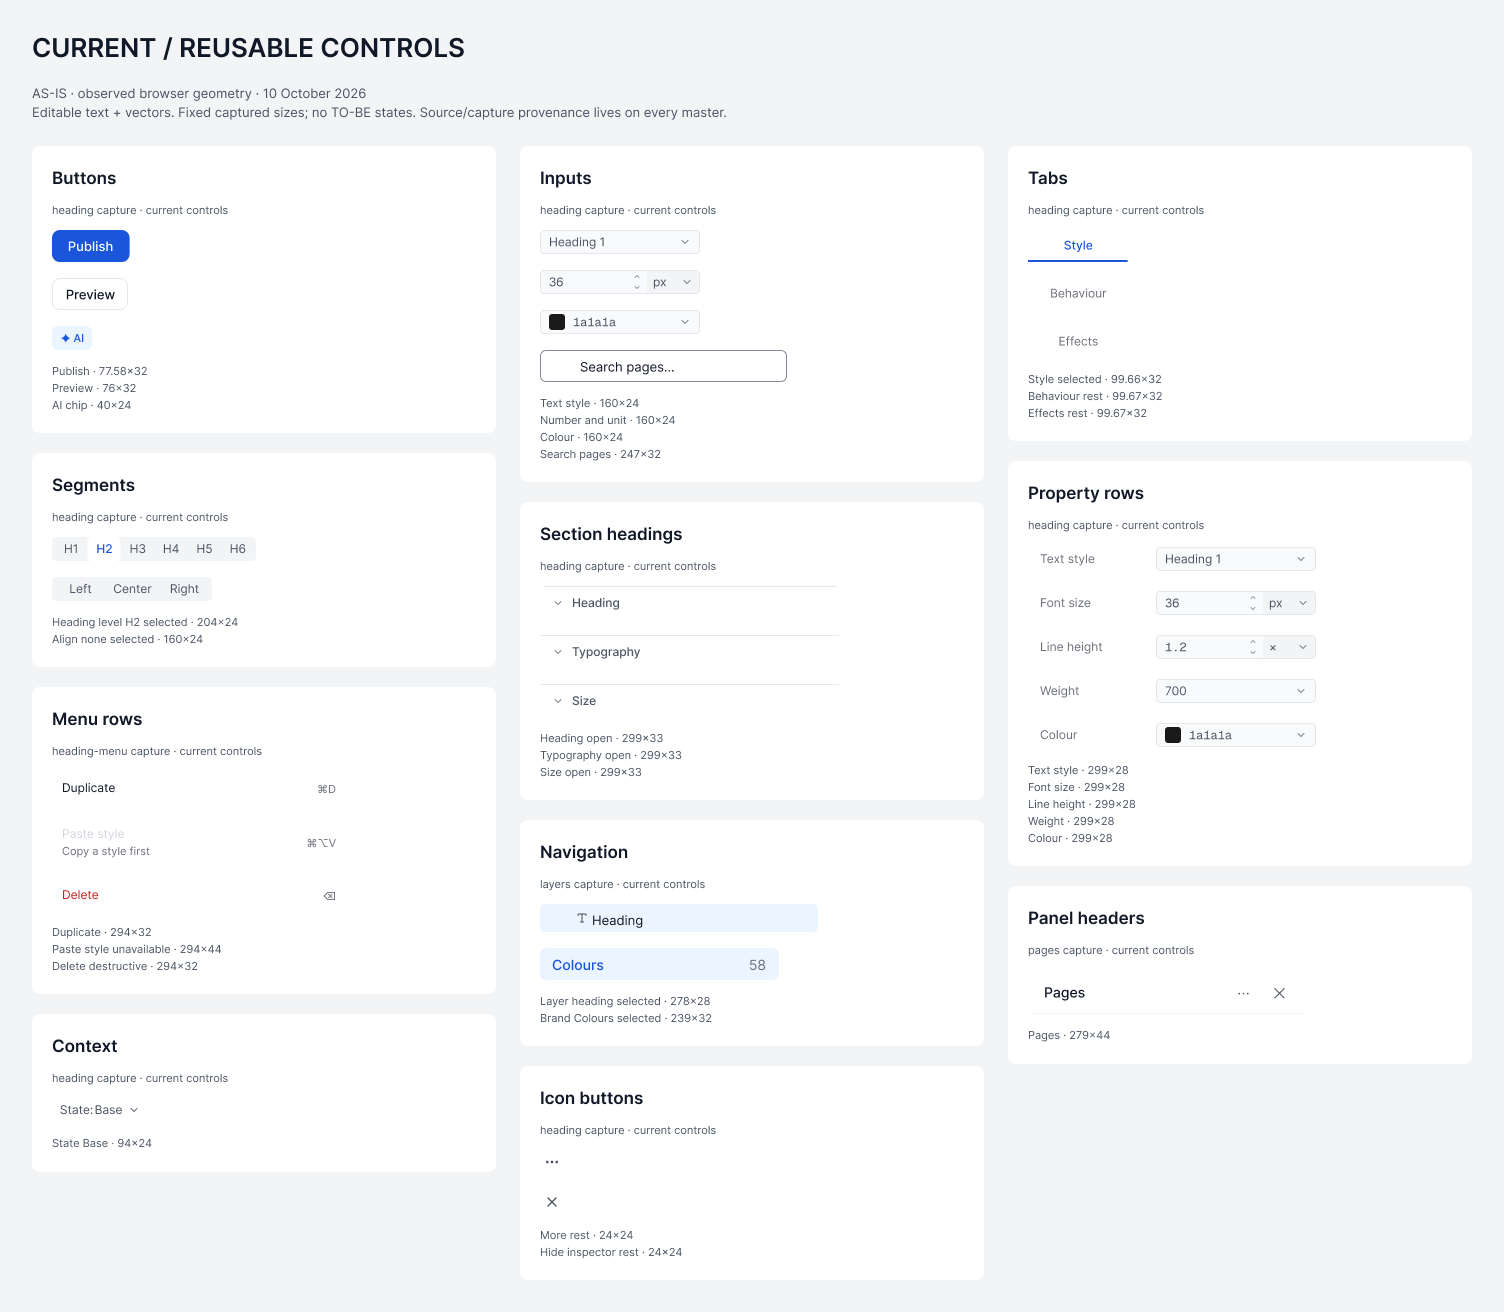 CURRENT / REUSABLE CONTROLS
AS-IS · observed browser geometry · 10 October 2026
Editable text + vectors. Fixed captured sizes; no TO-BE states. Source/capture provenance lives on every master.
Buttons
heading capture · current controls
Publish
Preview
AI
Publish · 77.58×32
Preview · 76×32
AI chip · 40×24
Segments
heading capture · current controls
H1 H2 H3 H4 H5 H6
Left Center Right
Heading level H2 selected · 204×24
Align none selected · 160×24
Menu rows
heading-menu capture · current controls
Duplicate ⌘D
Paste style
Copy a style first ⌘⌥V
Delete ⌫
Duplicate · 294×32
Paste style unavailable · 294×44
Delete destructive · 294×32
Context
heading capture · current controls
State: Base
State Base · 94×24
Inputs
heading capture · current controls
Heading 1
36 px
1a1a1a
Search pages...
Text style · 160×24
Number and unit · 160×24
Colour · 160×24
Search pages · 247×32
Section headings
heading capture · current controls
Heading
Typography
Size
Heading open · 299×33
Typography open · 299×33
Size open · 299×33
Navigation
layers capture · current controls
T Heading
Colours 58
Layer heading selected · 278×28
Brand Colours selected · 239×32
Icon buttons
heading capture · current controls
More rest · 24×24
Hide inspector rest · 24×24
Tabs
heading capture · current controls
Style
Behaviour
Effects
Style selected · 99.66×32
Behaviour rest · 99.67×32
Effects rest · 99.67×32
Property rows
heading capture · current controls
Text style Heading 1
Font size 36 px
Line height 1.2 ×
Weight 700
Colour 1a1a1a
Text style · 299×28
Font size · 299×28
Line height · 299×28
Weight · 299×28
Colour · 299×28
Panel headers
pages capture · current controls
Pages
Pages · 279×44